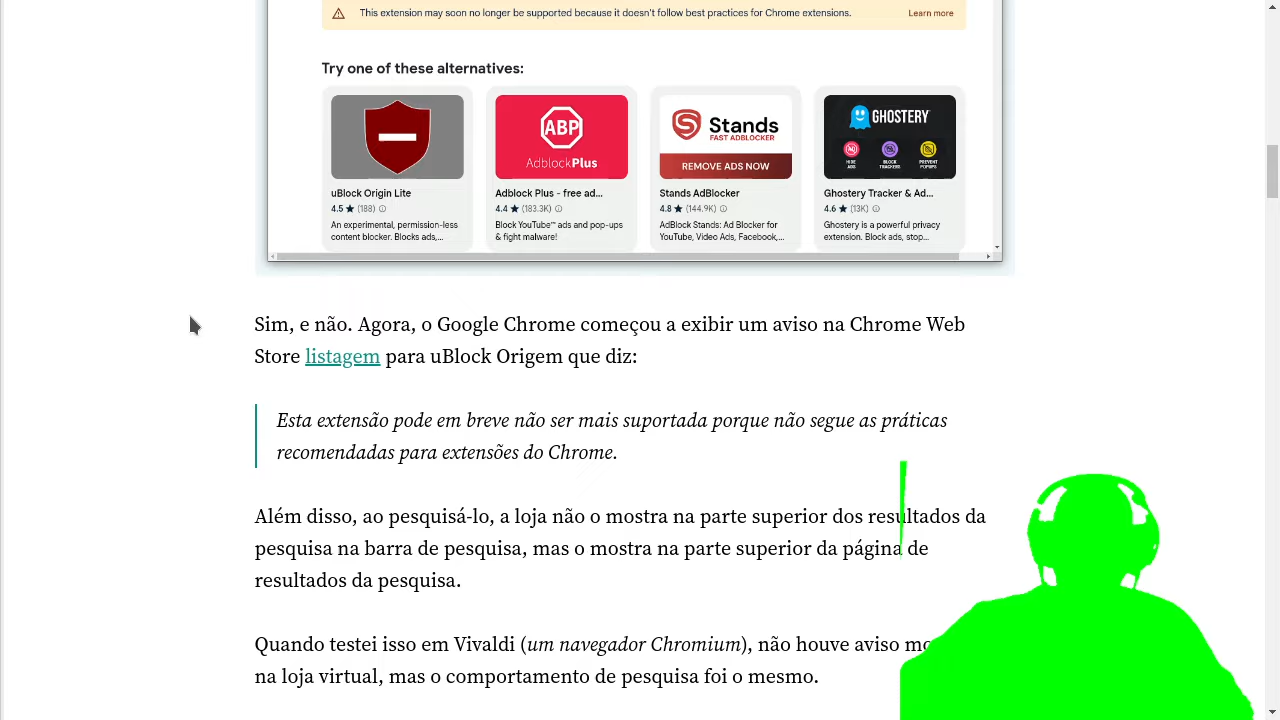 This extension may soon no longer be supported because it doesn't follow best practices for Chrome extensions. Learn more
Try one of these alternatives:
ABP
AdblockPlus
Stands
FAST ADBLOCKER
REMOVE ADS NOW
GHOSTERY
HIDE ADS
BLOCK TRACKERS
PREVENT POPUPS
uBlock Origin Lite
4.5 ★ (188)
An experimental, permission-less
content blocker. Blocks ads,...
Adblock Plus - free ad...
4.4 ★ (183.3K)
Block YouTube™ ads and pop-ups
& fight malware!
Stands AdBlocker
4.8 ★ (144.9K)
AdBlock Stands: Ad Blocker for
YouTube, Video Ads, Facebook,...
Ghostery Tracker & Ad...
4.6 ★ (13K)
Ghostery is a powerful privacy
extension. Block ads, stop...
Sim, e não. Agora, o Google Chrome começou a exibir um aviso na Chrome Web
Store listagem para uBlock Origem que diz:
Esta extensão pode em breve não ser mais suportada porque não segue as práticas
recomendadas para extensões do Chrome.
Além disso, ao pesquisá-lo, a loja não o mostra na parte superior dos resultados da
pesquisa na barra de pesquisa, mas o mostra na parte superior da página de
resultados da pesquisa.
Quando testei isso em Vivaldi (um navegador Chromium), não houve aviso
na loja virtual, mas o comportamento de pesquisa foi o mesmo.